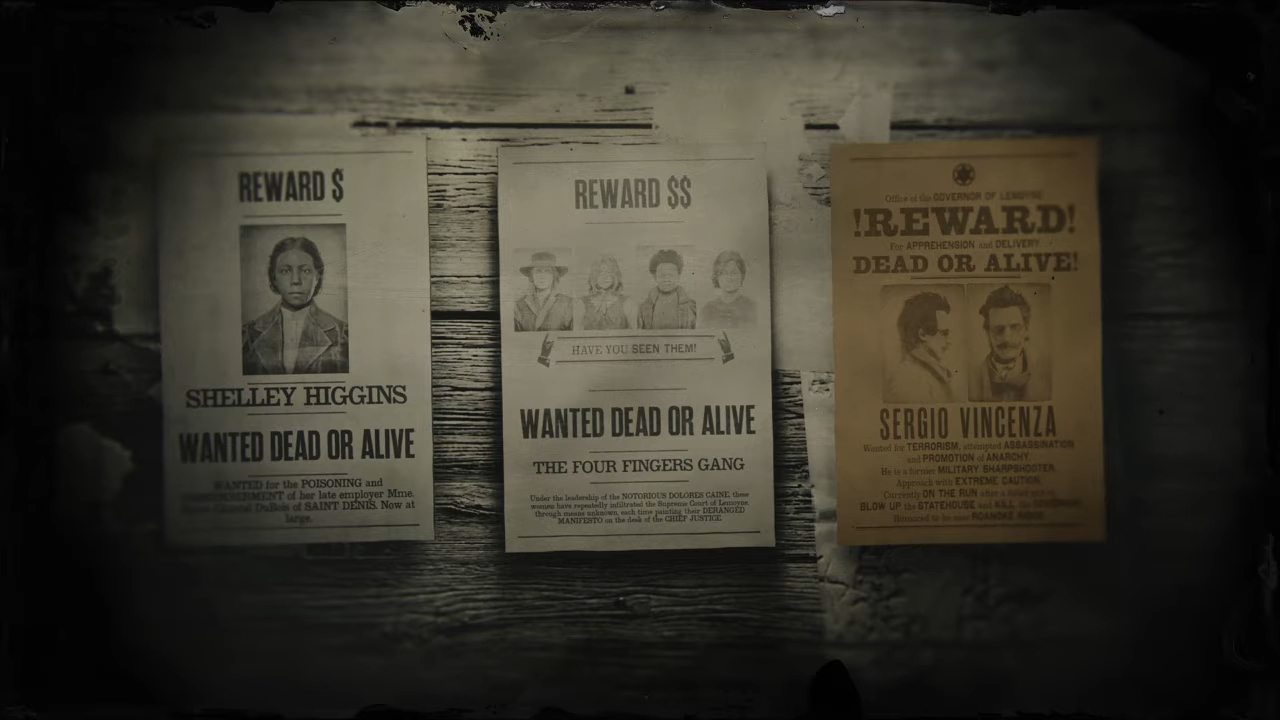 REWARD $
SHELLEY HIGGINS
WANTED DEAD OR ALIVE
WANTED for the POISONING and
of her late employer Mme.
DuBois of SAINT DENIS. Now at
large.
REWARD $$
HAVE YOU SEEN THEM!
WANTED DEAD OR ALIVE
THE FOUR FINGERS GANG
Under the leadership of the NOTORIOUS DOLORES CAINE, these
women have repeatedly infiltrated the Supreme Court of Lemoyne,
through means unknown, each time painting their DERANGED
MANIFESTO on the desk of the CHIEF JUSTICE.
Office of the GOVERNOR OF LEMOYNE
!REWARD!
For APPREHENSION and DELIVERY
DEAD OR ALIVE!
SERGIO VINCENZA
Wanted for TERRORISM, attempted ASSASSINATION
and PROMOTION of ANARCHY.
He is a former MILITARY SHARPSHOOTER.
Approach with EXTREME CAUTION.
Currently ON THE RUN after a failed
BLOW UP the STATEHOUSE and KILL
to be near ROANOKE RIDGE